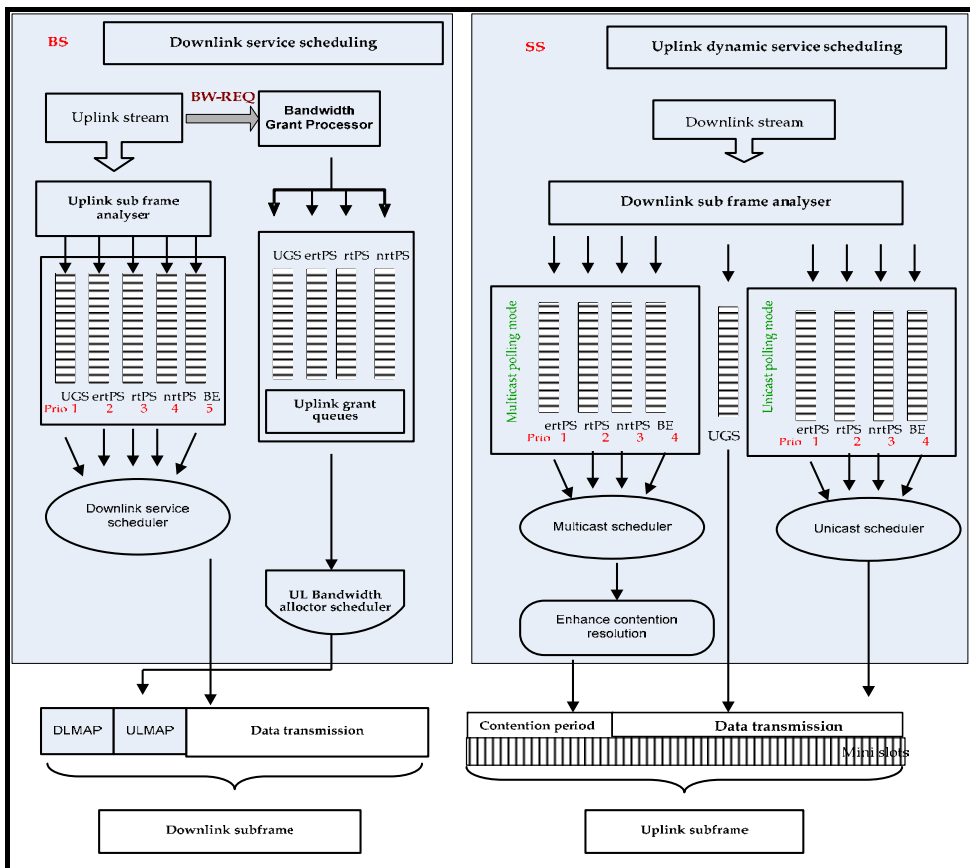 BS
Downlink service scheduling
Uplink stream
BW-REQ
Bandwidth
Grant Processor
Uplink sub frame
analyser
UGS ertPS rtPS nrtPS
UGS ertPS rtPS nrtPS BE
Prio 1 2 3 4 5
Uplink grant
queues
Downlink service
scheduler
UL Bandwidth
alloctor scheduler
DLMAP
ULMAP
Data transmission
Downlink subframe
SS
Uplink dynamic service scheduling
Downlink stream
Downlink sub frame analyser
Multicast polling mode
ertPS rtPS nrtPS BE
Prio 1 2 3 4
UGS
Unicast polling mode
ertPS rtPS nrtPS BE
Prio 1 2 3 4
Multicast scheduler
Unicast scheduler
Enhance contention
resolution
Contention period
Data transmission
Mini slots
Uplink subframe